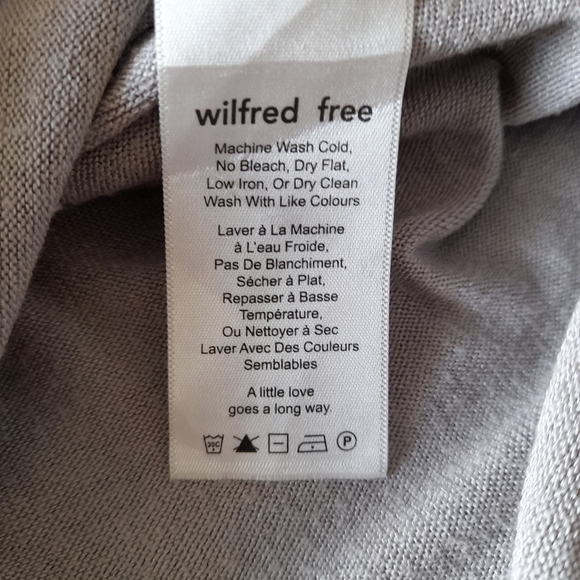 wilfred free
Machine Wash Cold,
No Bleach, Dry Flat,
Low Iron, Or Dry Clean
Wash With Like Colours
Laver à La Machine
à L'eau Froide,
Pas De Blanchiment,
Sécher à Plat,
Repasser à Basse
Température,
Ou Nettoyer à Sec
Laver Avec Des Couleurs
Semblables
A little love
goes a long way.
30C P